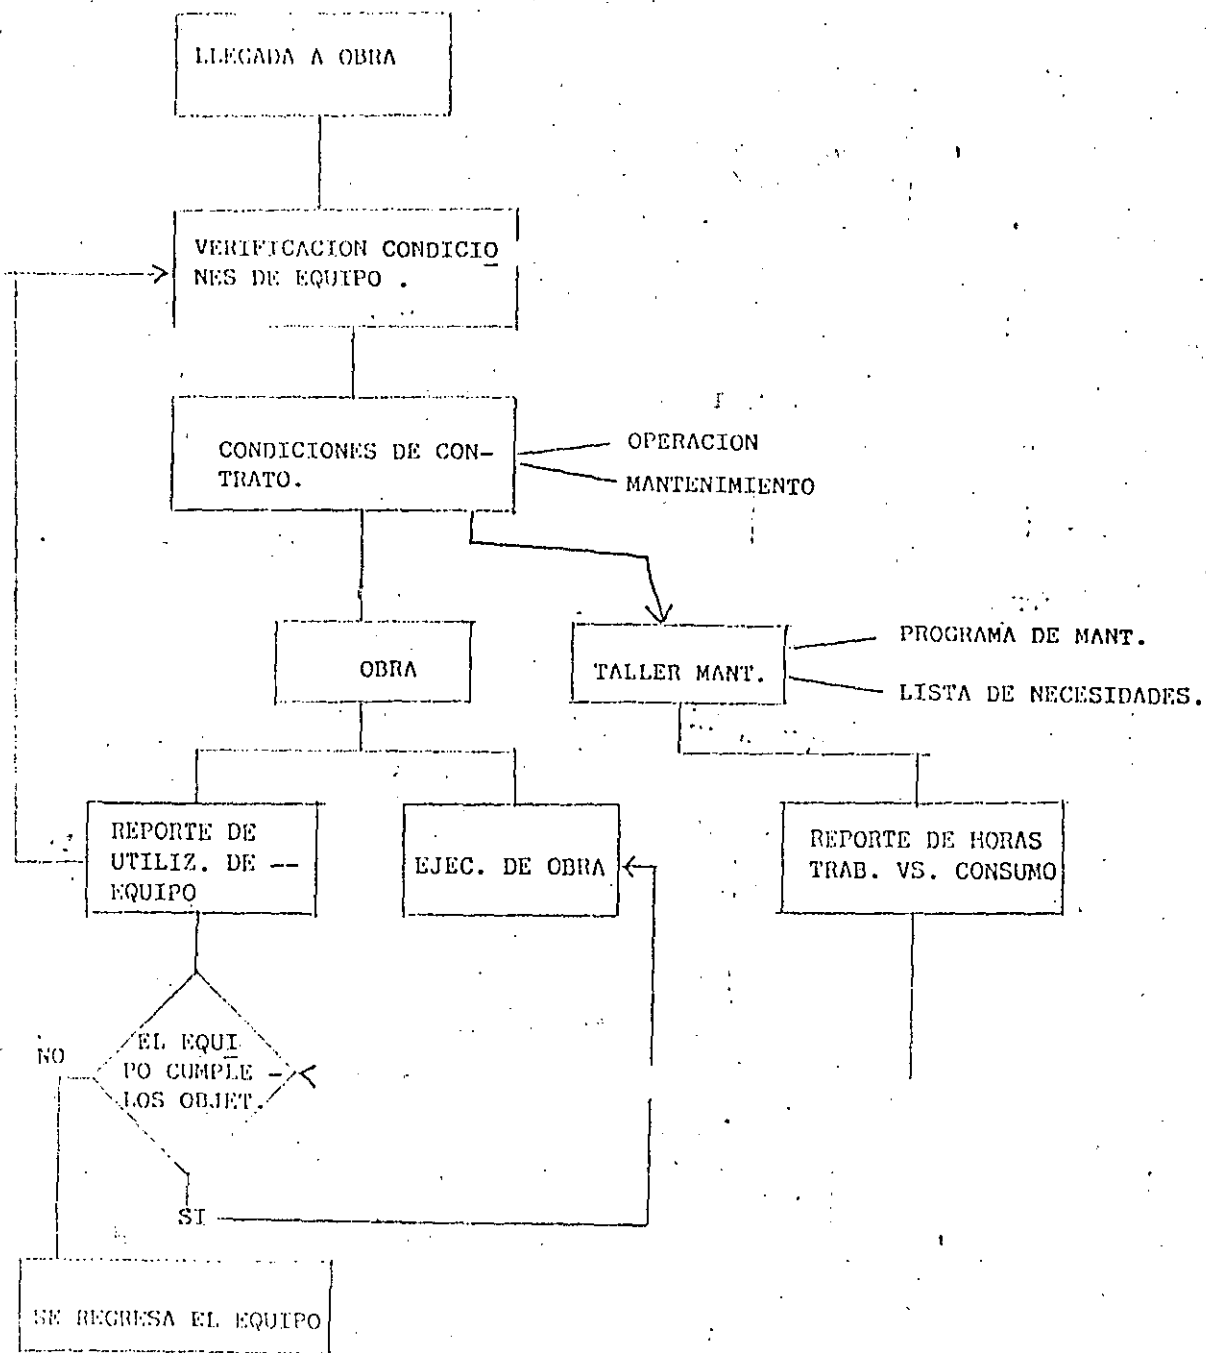 LLEGADA A OBRA
VERIFICACION CONDICIO
NES DE EQUIPO .
CONDICIONES DE CON-
TRATO.
OPERACION
MANTENIMIENTO
OBRA
TALLER MANT.
PROGRAMA DE MANT.
LISTA DE NECESIDADES.
REPORTE DE
UTILIZ. DE --
EQUIPO
EJEC. DE OBRA
REPORTE DE HORAS
TRAB. VS. CONSUMO
NO
EL EQUI
PO CUMPLE -
LOS OBJET.
SI
SE REGRESA EL EQUIPO